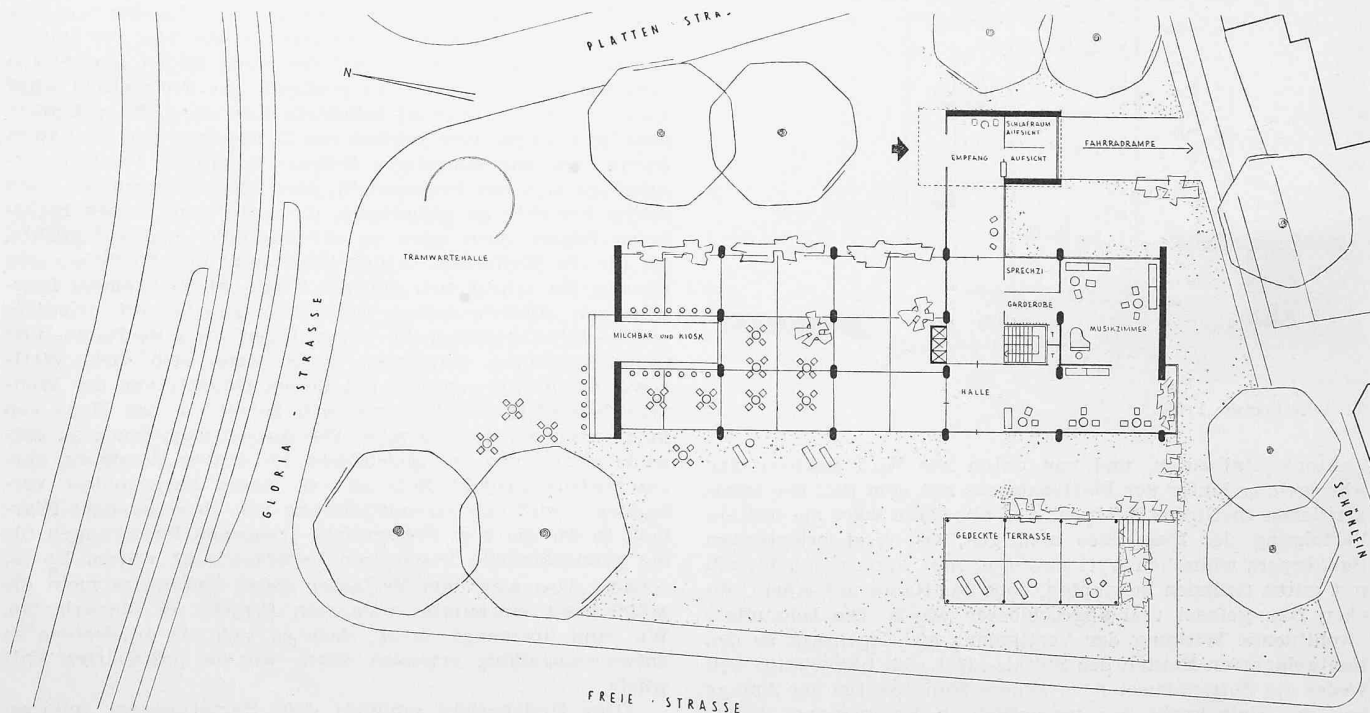 PLATTEN · STRA
N
SCHLAFRAUM
AUFSICHT
EMPFANG
AUFSICHT
FAHRRADRAMPE
TRAMWARTEHALLE
SPRECHZI
GARDEROBE
MILCHBAR UND KIOSK
MUSIKZIMMER
T
T
HALLE
GLORIA STRASSE
GEDECKTE TERRASSE
SCHÖNLEIN
FREIE · STRASSE